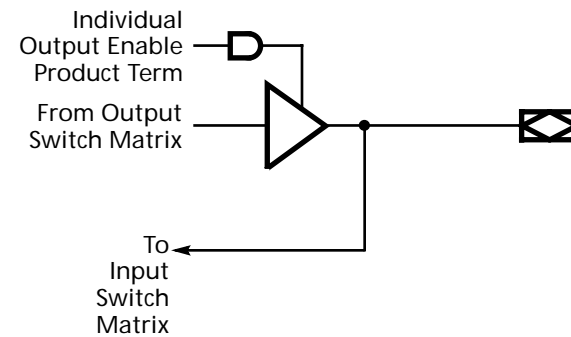 Individual
Output Enable
Product Term
From Output
Switch Matrix
To
Input
Switch
Matrix